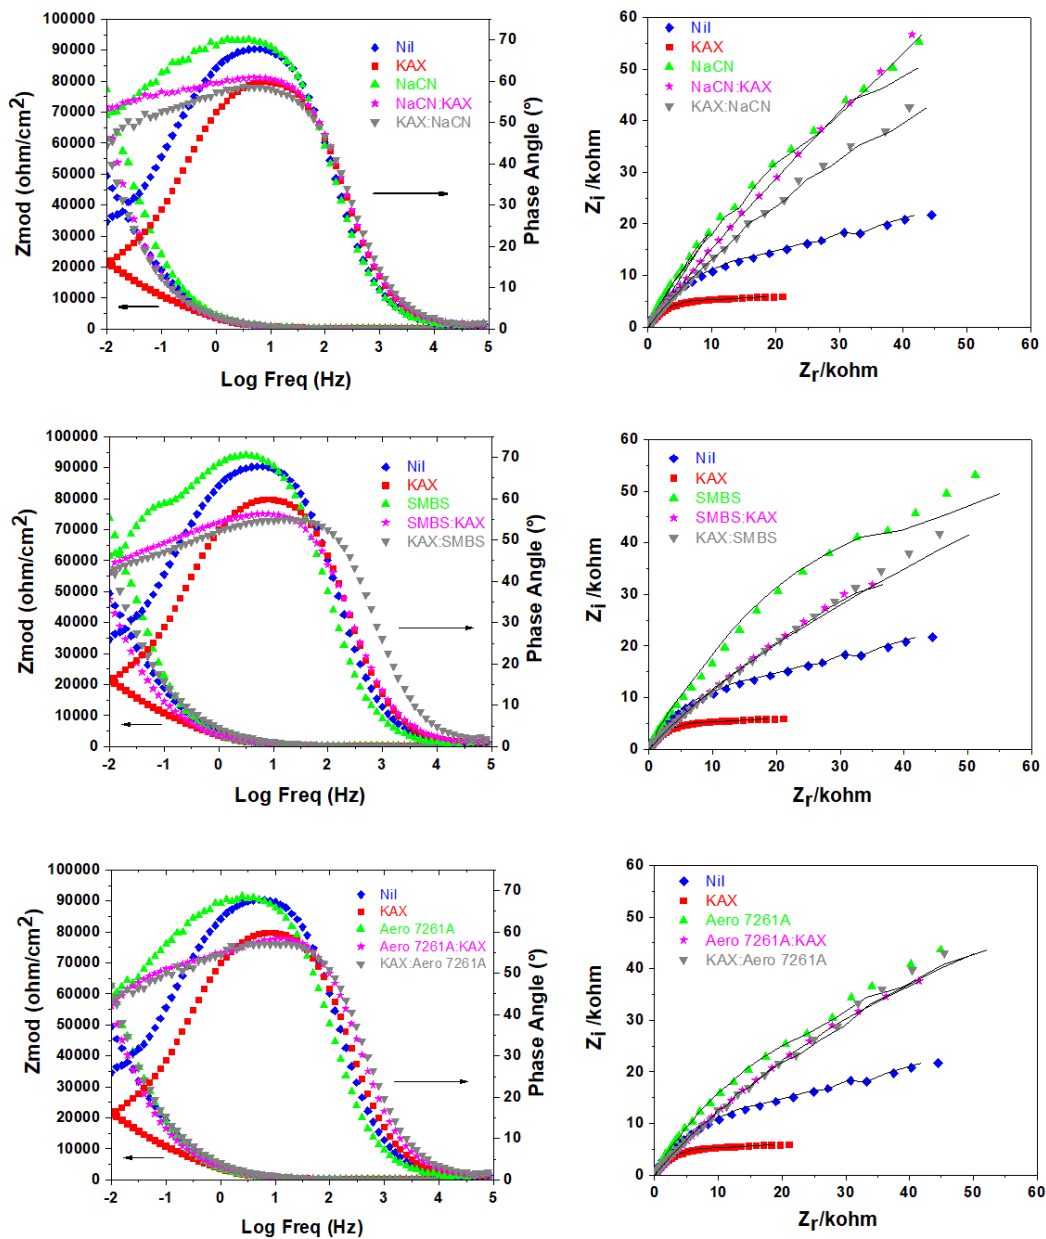 100000
90000
80000
70000
60000
50000
40000
30000
20000
10000
0
Zmod (ohm/cm²)
-2 -1 0 1 2 3 4 5
Log Freq (Hz)
70
60
50
40
30
20
10
0
Phase Angle (°)
Nil
KAX
NaCN
NaCN:KAX
KAX:NaCN
60
50
40
30
20
10
0
Zi /kohm
0 10 20 30 40 50 60
Zr/kohm
Nil
KAX
NaCN
NaCN:KAX
KAX:NaCN
100000
90000
80000
70000
60000
50000
40000
30000
20000
10000
0
Zmod (ohm/cm²)
-2 -1 0 1 2 3 4 5
Log Freq (Hz)
70
60
50
40
30
20
10
0
Phase Angle (°)
Nil
KAX
SMBS
SMBS:KAX
KAX:SMBS
60
50
40
30
20
10
0
Zi /kohm
0 10 20 30 40 50 60
Zr/kohm
Nil
KAX
SMBS
SMBS:KAX
KAX:SMBS
100000
90000
80000
70000
60000
50000
40000
30000
20000
10000
0
Zmod (ohm/cm²)
-2 -1 0 1 2 3 4 5
Log Freq (Hz)
70
60
50
40
30
20
10
0
Phase Angle (°)
Nil
KAX
Aero 7261A
Aero 7261A:KAX
KAX:Aero 7261A
60
50
40
30
20
10
0
Zi /kohm
0 10 20 30 40 50 60
Zr/kohm
Nil
KAX
Aero 7261A
Aero 7261A:KAX
KAX:Aero 7261A